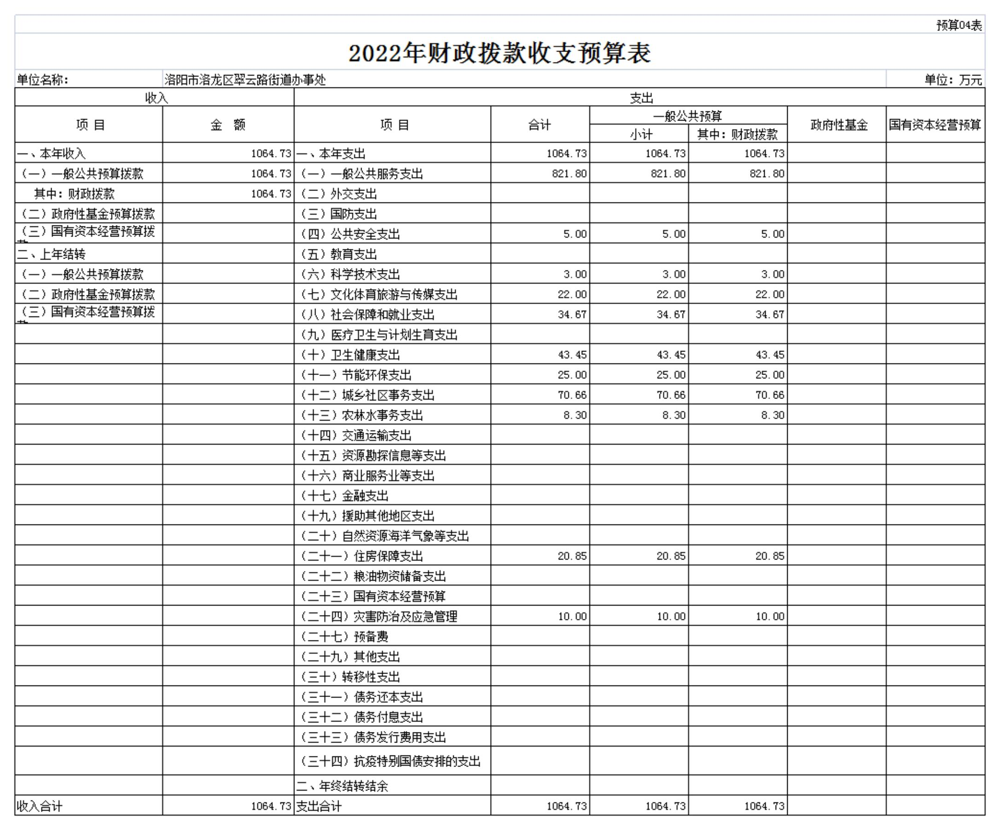 预算04表
2022年财政拨款收支预算表
单位名称： 洛阳市洛龙区翠云路街道办事处 单位：万元
收入 支出
项 目 金　额 项 目 合计 一般公共预算 政府性基金 国有资本经营预算
小计 其中：财政拨款
一、本年收入 1064.73 一、本年支出 1064.73 1064.73 1064.73
（一）一般公共预算拨款 1064.73 （一）一般公共服务支出 821.80 821.80 821.80
其中：财政拨款 1064.73 （二）外交支出
（二）政府性基金预算拨款 （三）国防支出
（三）国有资本经营预算拨 （四）公共安全支出 5.00 5.00 5.00
二、上年结转 （五）教育支出
（一）一般公共预算拨款 （六）科学技术支出 3.00 3.00 3.00
（二）政府性基金预算拨款 （七）文化体育旅游与传媒支出 22.00 22.00 22.00
（三）国有资本经营预算拨 （八）社会保障和就业支出 34.67 34.67 34.67
（九）医疗卫生与计划生育支出
（十）卫生健康支出 43.45 43.45 43.45
（十一）节能环保支出 25.00 25.00 25.00
（十二）城乡社区事务支出 70.66 70.66 70.66
（十三）农林水事务支出 8.30 8.30 8.30
（十四）交通运输支出
（十五）资源勘探信息等支出
（十六）商业服务业等支出
（十七）金融支出
（十九）援助其他地区支出
（二十）自然资源海洋气象等支出
（二十一）住房保障支出 20.85 20.85 20.85
（二十二）粮油物资储备支出
（二十三）国有资本经营预算
（二十四）灾害防治及应急管理 10.00 10.00 10.00
（二十七）预备费
（二十九）其他支出
（三十）转移性支出
（三十一）债务还本支出
（三十二）债务付息支出
（三十三）债务发行费用支出
（三十四）抗疫特别国债安排的支出
二、年终结转结余
收入合计 1064.73 支出合计 1064.73 1064.73 1064.73